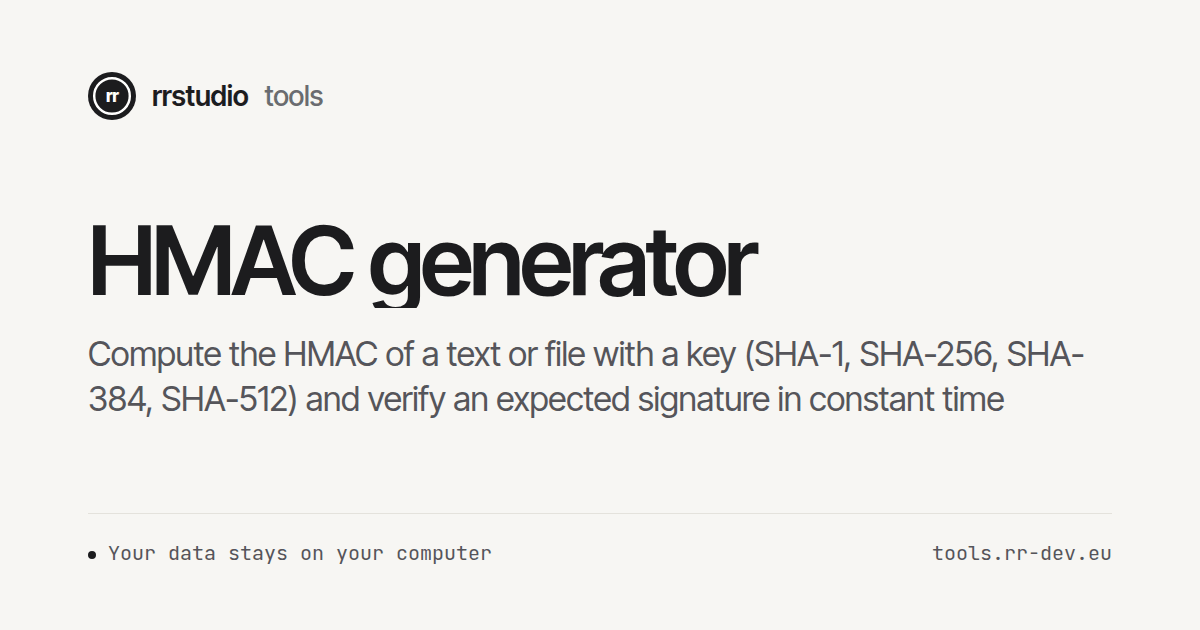 rr rrstudio tools
HMAC generator
Compute the HMAC of a text or file with a key (SHA-1, SHA-256, SHA-
384, SHA-512) and verify an expected signature in constant time
Your data stays on your computer
tools.rr-dev.eu